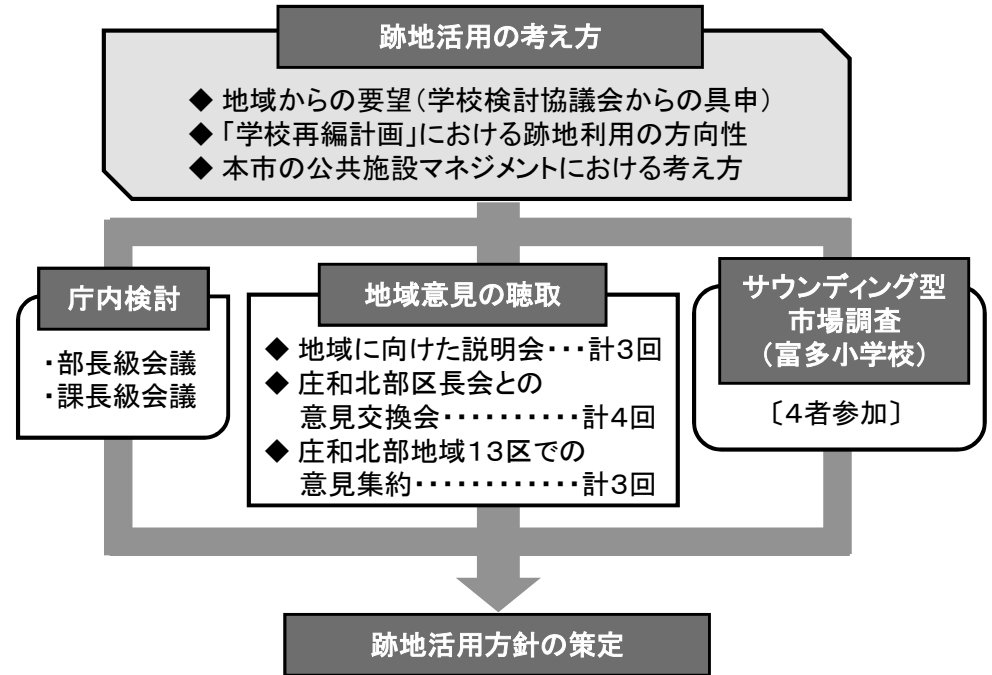 跡地活用の考え方
◆ 地域からの要望（学校検討協議会からの具申）
◆ 「学校再編計画」における跡地利用の方向性
◆ 本市の公共施設マネジメントにおける考え方
庁内検討
・部長級会議
・課長級会議
地域意見の聴取
◆ 地域に向けた説明会・・・計３回
◆ 庄和北部区長会との
意見交換会・・・・・・・・・・計４回
◆ 庄和北部地域１３区での
意見集約・・・・・・・・・・・・計３回
サウンディング型
市場調査
（富多小学校）
〔４者参加〕
跡地活用方針の策定